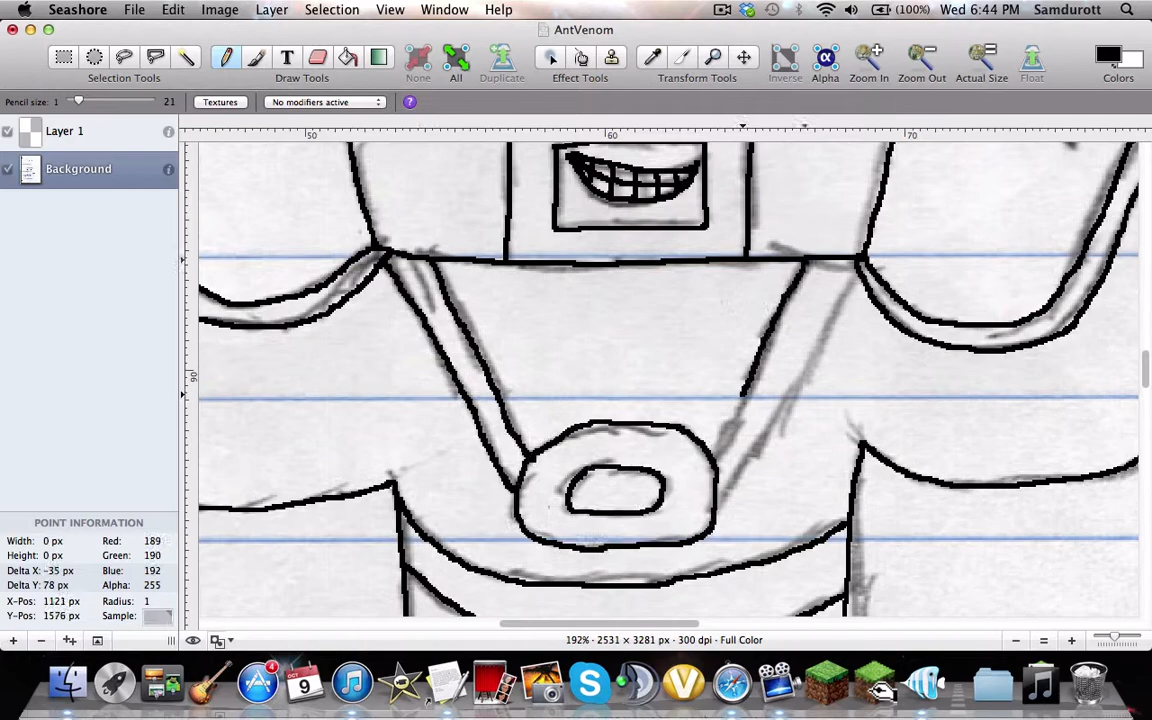 Seashore File Edit Image Layer Selection View Window Help (100%) Wed 6:44 PM Samdurott
AntVenom
None All Duplicate Inverse Alpha Zoom In Zoom Out Actual Size Float
Selection Tools Draw Tools Effect Tools Transform Tools Colors
Pencil size: 1 21 Textures No modifiers active ?
Layer 1
50 60 70
Background
90
POINT INFORMATION
Width: 0 px Red: 189
Height: 0 px Green: 190
Delta X: -35 px Blue: 192
Delta Y: 78 px Alpha: 255
X-Pos: 1121 px Radius: 1
Y-Pos: 1576 px Sample:
192% - 2531 × 3281 px - 300 dpi - Full Color
4 OCT
9